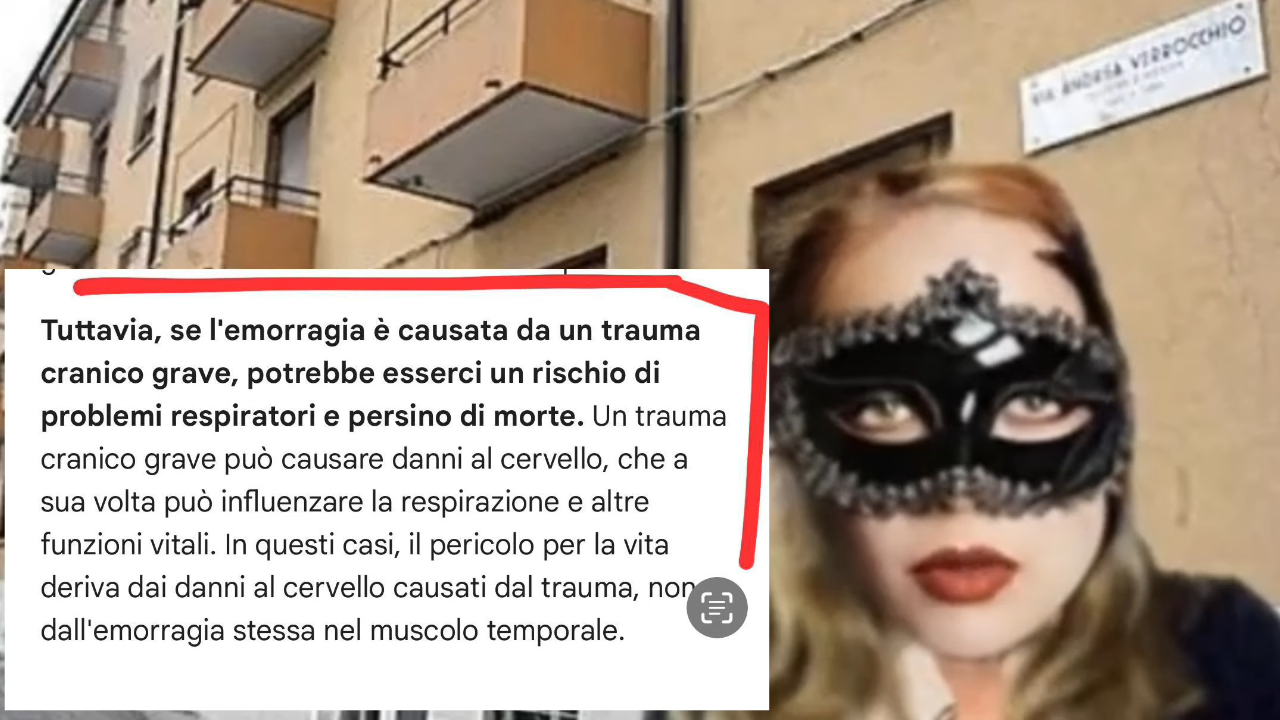 VIA ANDREA VERROCCHIO
Tuttavia, se l'emorragia è causata da un trauma
cranico grave, potrebbe esserci un rischio di
problemi respiratori e persino di morte. Un trauma
cranico grave può causare danni al cervello, che a
sua volta può influenzare la respirazione e altre
funzioni vitali. In questi casi, il pericolo per la vita
deriva dai danni al cervello causati dal trauma, non
dall'emorragia stessa nel muscolo temporale.